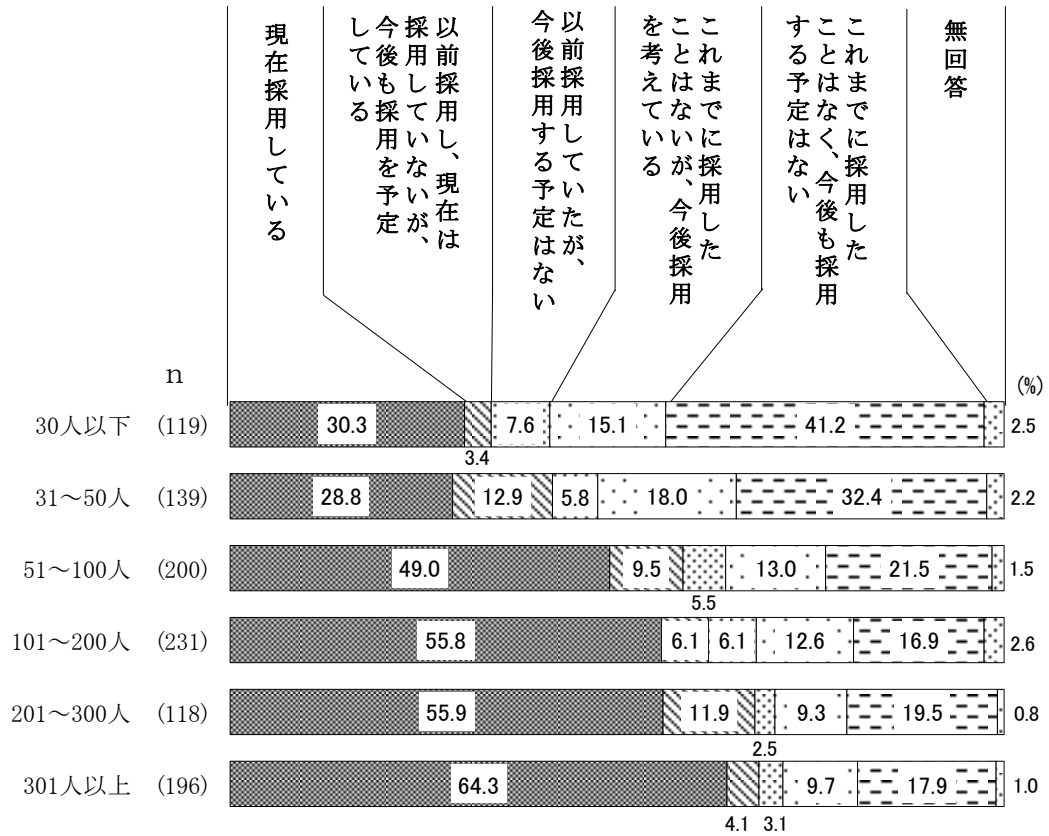 現在採用している
以前採用し、現在は
採用していないが、
今後も採用を予定
している
以前採用していたが、
今後採用する予定はない
これまでに採用した
ことはないが、今後採用
を考えている
これまでに採用した
ことはなく、今後も採用
する予定はない
無回答
n
(%)
30人以下 (119) 30.3 7.6 15.1 41.2 2.5
3.4
31～50人 (139) 28.8 12.9 5.8 18.0 32.4 2.2
51～100人 (200) 49.0 9.5 13.0 21.5 1.5
5.5
101～200人 (231) 55.8 6.1 6.1 12.6 16.9 2.6
201～300人 (118) 55.9 11.9 9.3 19.5 0.8
2.5
301人以上 (196) 64.3 9.7 17.9 1.0
4.1 3.1